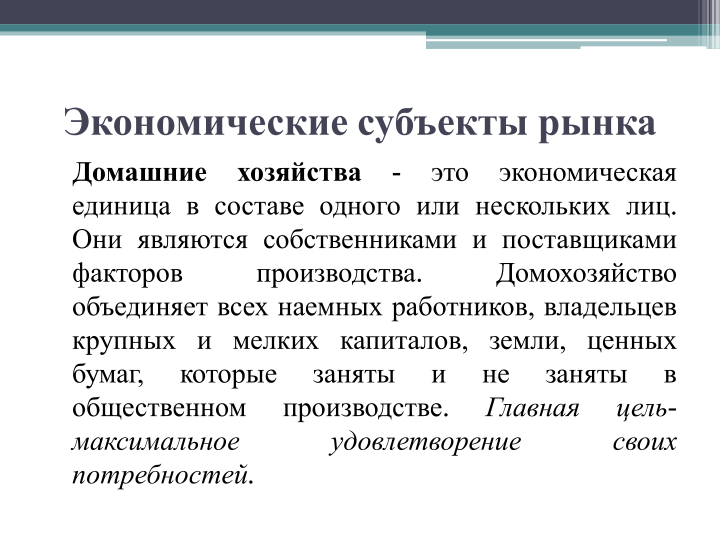 Экономические субъекты рынка
Домашние хозяйства - это экономическая
единица в составе одного или нескольких лиц.
Они являются собственниками и поставщиками
факторов производства. Домохозяйство
объединяет всех наемных работников, владельцев
крупных и мелких капиталов, земли, ценных
бумаг, которые заняты и не заняты в
общественном производстве. Главная цель-
максимальное удовлетворение своих
потребностей.